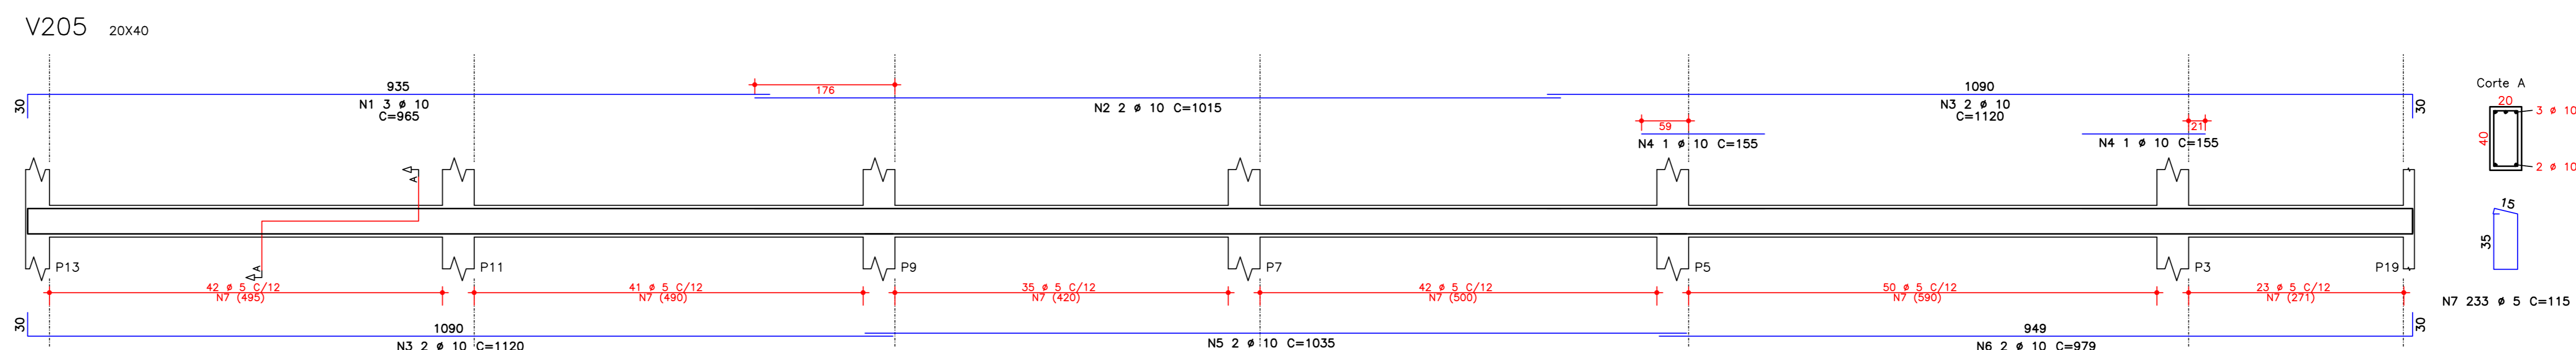 V205 20X40
935
176
1090
30
N1 3 ø 10
C=965
N2 2 ø 10 C=1015
N3 2 ø 10
C=1120
30
59
N4 1 ø 10 C=155
21
N4 1 ø 10 C=155
Corte A
20
3 ø 10
40
2 ø 10
A
A
P13
P11
P9
P7
P5
P3
P19
15
35
N7 233 ø 5 C=115
42 ø 5 C/12
N7 (495)
41 ø 5 C/12
N7 (490)
35 ø 5 C/12
N7 (420)
42 ø 5 C/12
N7 (500)
50 ø 5 C/12
N7 (590)
23 ø 5 C/12
N7 (271)
30
1090
N3 2 ø 10 C=1120
N5 2 ø 10 C=1035
949
N6 2 ø 10 C=979
30